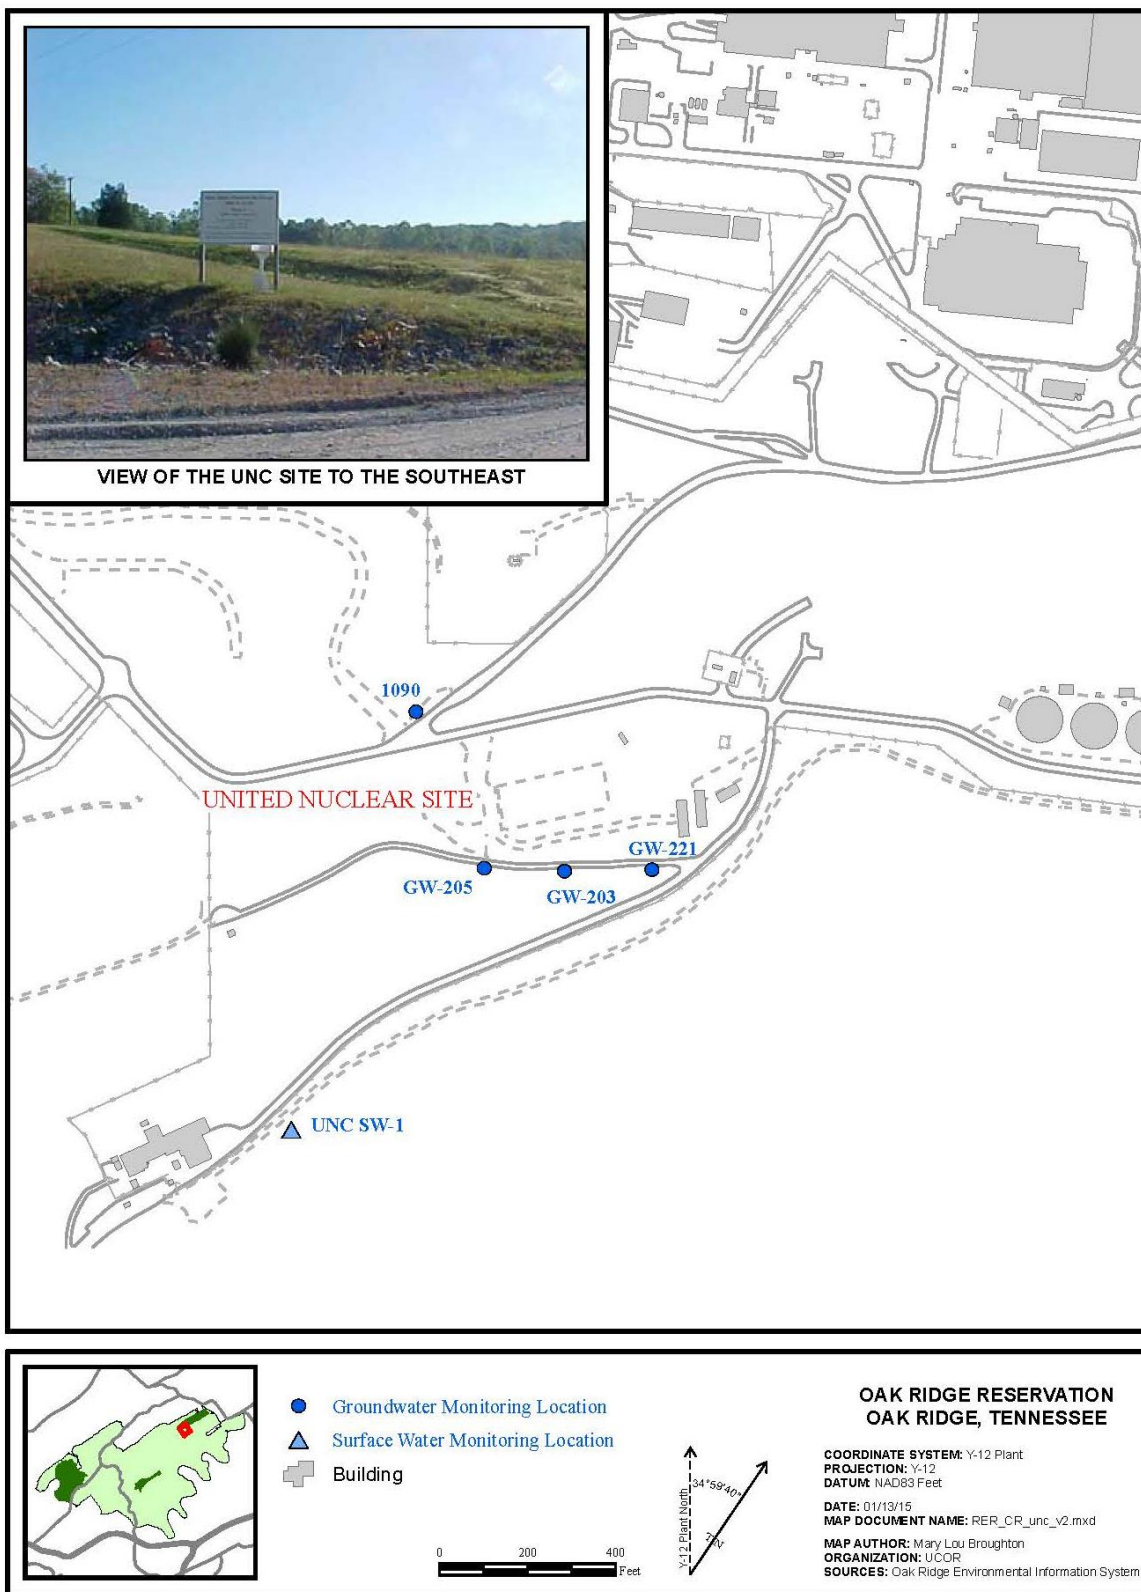 VIEW OF THE UNC SITE TO THE SOUTHEAST
1090
UNITED NUCLEAR SITE
GW-221
GW-205
GW-203
UNC SW-1
Groundwater Monitoring Location
Surface Water Monitoring Location
Building
0 200 400
Feet
Y-12 Plant North
34°59'40"
TN
OAK RIDGE RESERVATION
OAK RIDGE, TENNESSEE
COORDINATE SYSTEM: Y-12 Plant
PROJECTION: Y-12
DATUM: NAD83 Feet
DATE: 01/13/15
MAP DOCUMENT NAME: RER_CR_unc_v2.mxd
MAP AUTHOR: Mary Lou Broughton
ORGANIZATION: UCOR
SOURCES: Oak Ridge Environmental Information System